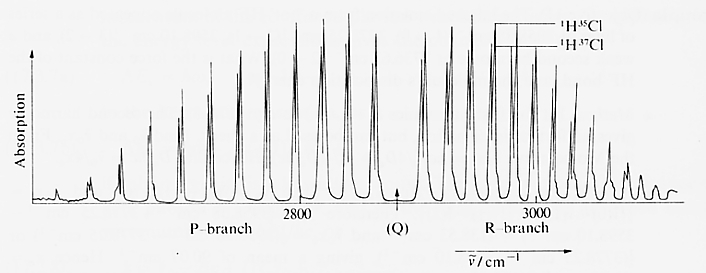 ¹H³⁵Cl
¹H³⁷Cl
Absorption
2800
3000
P–branch
(Q)
R–branch
ṽ/cm⁻¹